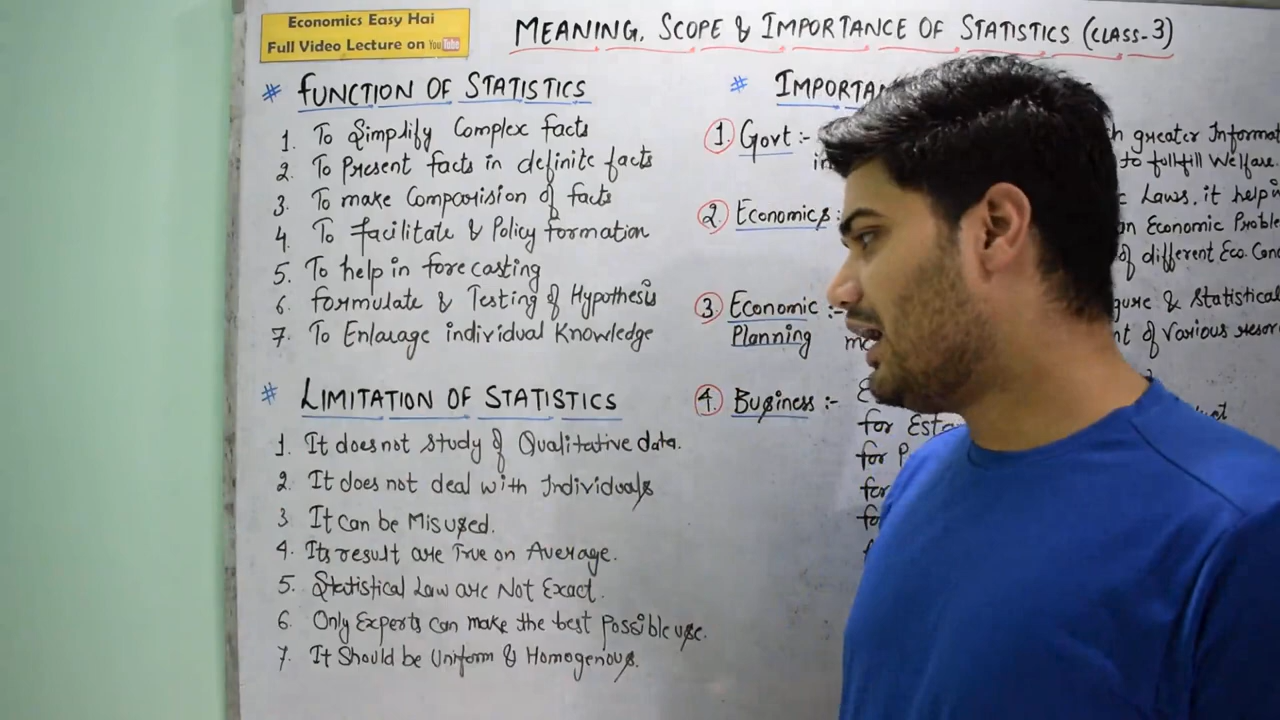 Economics Easy Hai
Full Video Lecture on YouTube
MEANING, SCOPE & IMPORTANCE OF STATISTICS (CLASS-3)
# FUNCTION OF STATISTICS
1. To Simplify Complex facts
2. To Present facts in definite facts
3. To make Comparision of facts
4. To facilitate & Policy formation
5. To help in forecasting
6. formulate & Testing of Hypothesis
7. To Enlarage individual Knowledge
# LIMITATION OF STATISTICS
1. It does not study of Qualitative data.
2. It does not deal with Individuals
3 It can be Misused.
4. Its result are True on Average.
5. Statistical Law are Not Exact.
6. Only Experts can make the best Possible use.
7. It Should be Uniform & Homogenous.
# IMPORTA
1. Govt :- greater Informat
in to fullfill Welfare.
2. Economics : Laws, it help
Economic Proble
of different Eco. Con
3. Economic :- gure & Statistical
Planning of Various resor
4. Business :-
for Esta
for P
for